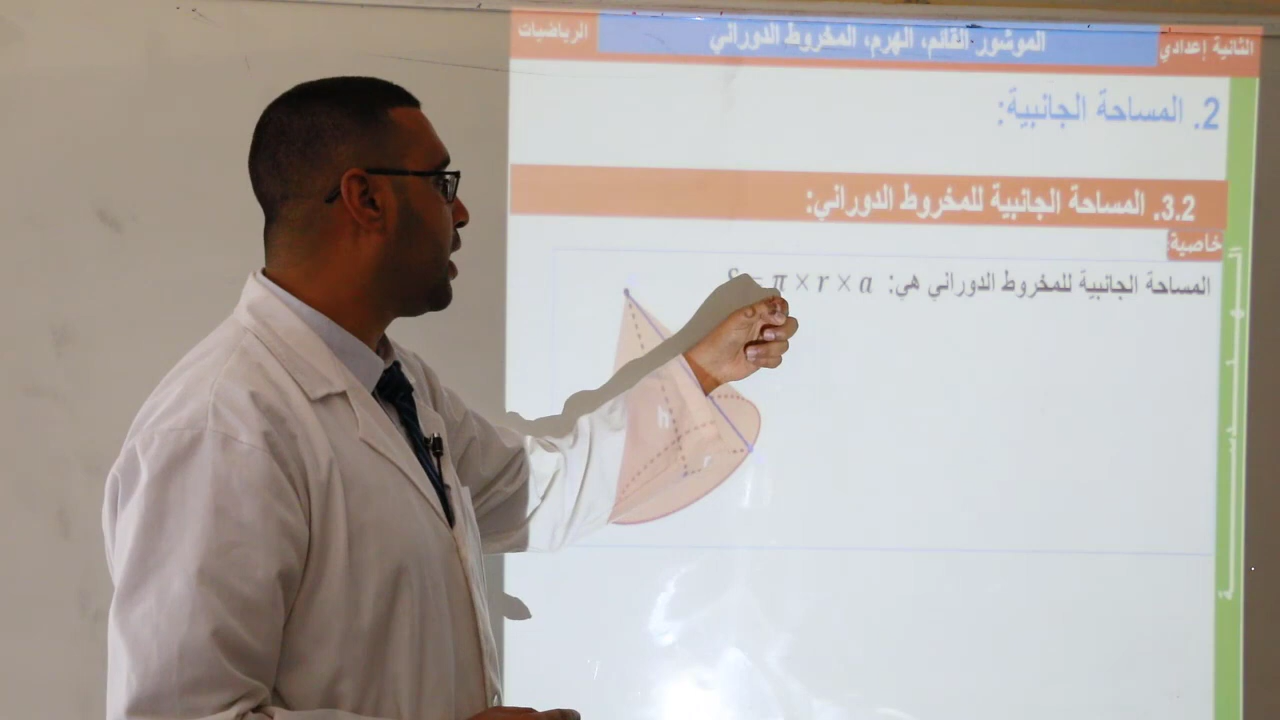 الثانية إعدادي
الموشور القائم، الهرم، المخروط الدوراني
الرياضيات
2. المساحة الجانبية:
3.2. المساحة الجانبية للمخروط الدوراني:
خاصية:
المساحة الجانبية للمخروط الدوراني هي: = π × r × a
h
r